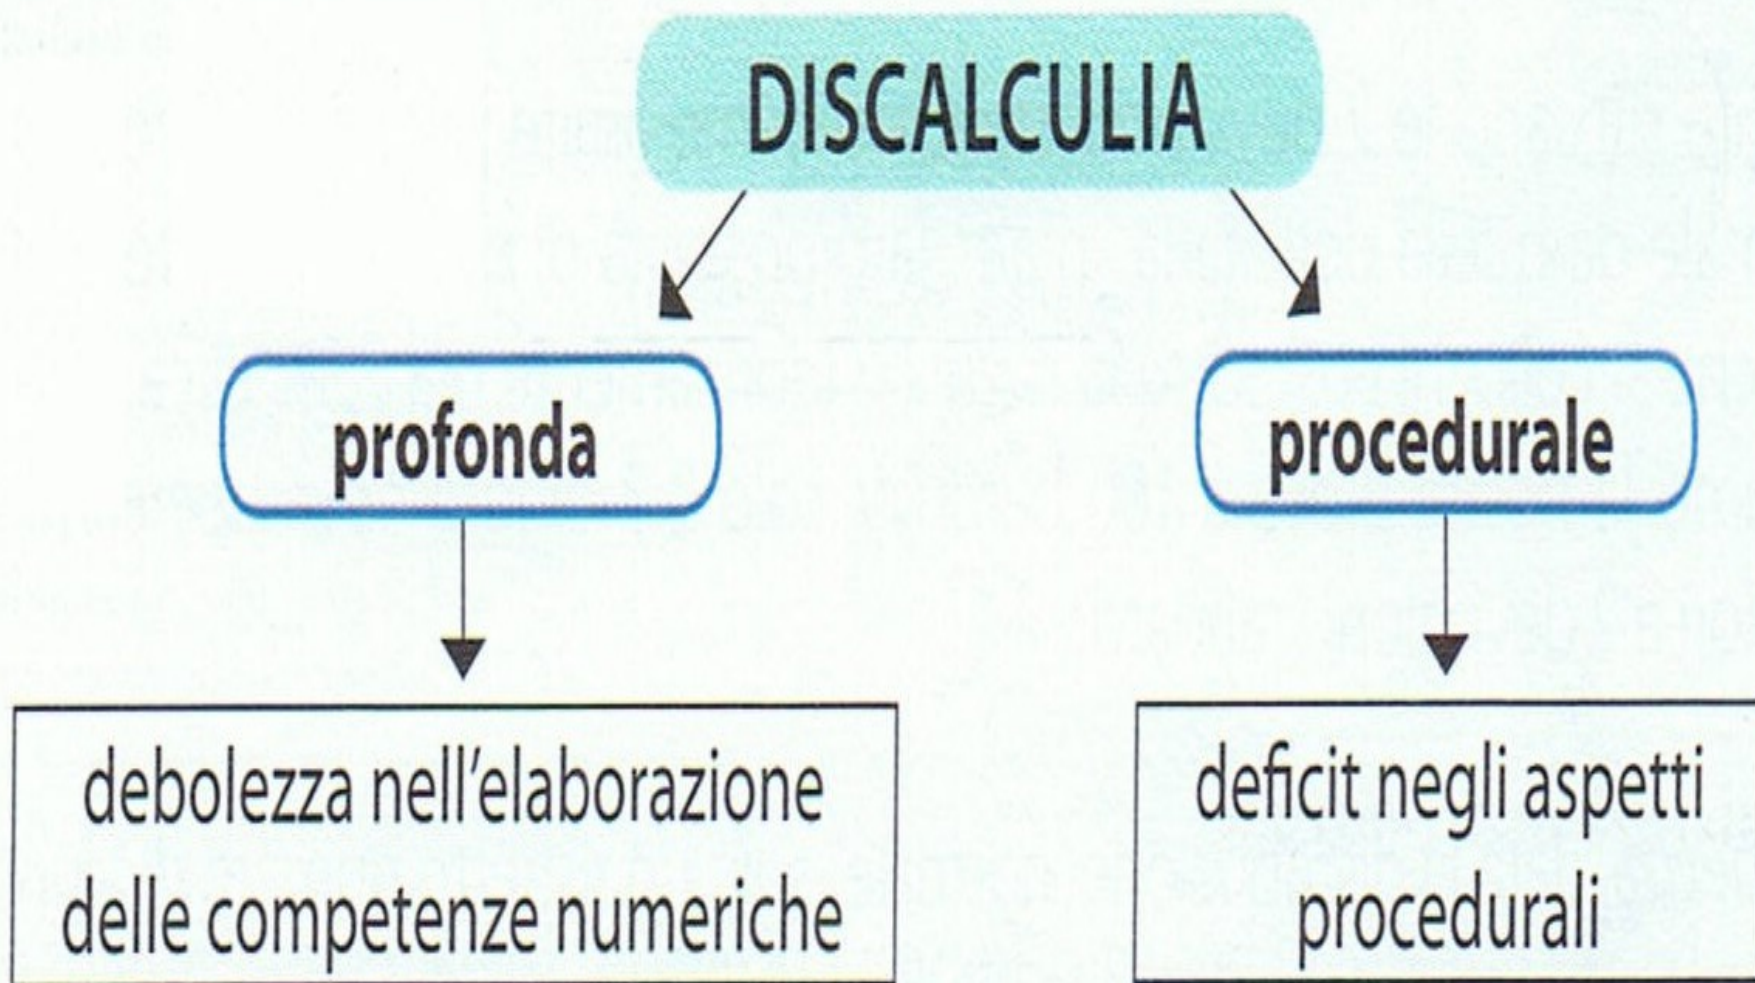 DISCALCULIA
profonda
procedurale
debolezza nell'elaborazione
delle competenze numeriche
deficit negli aspetti
procedurali